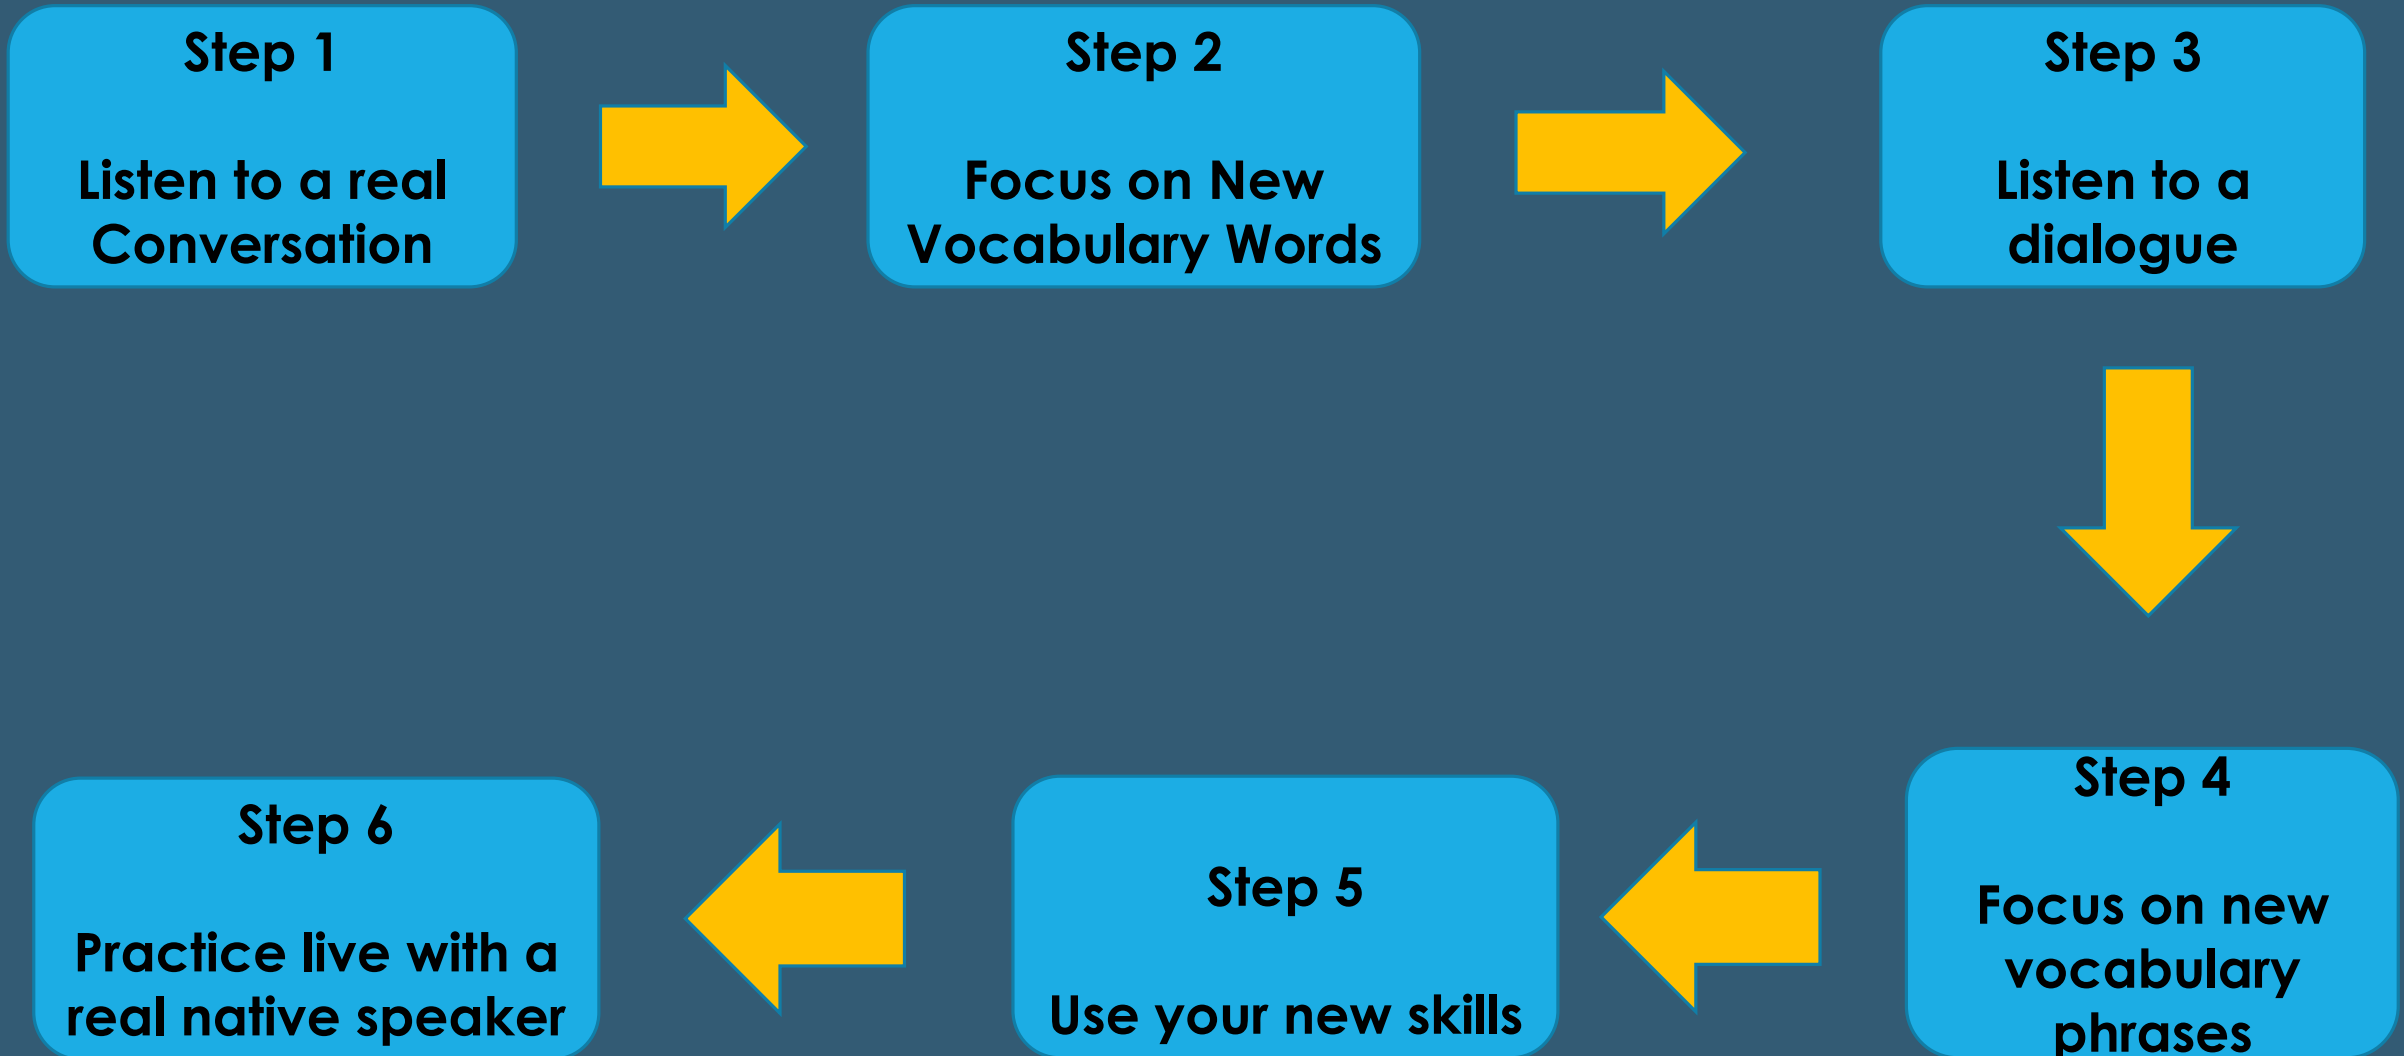 Step 1
Listen to a real
Conversation
Step 2
Focus on New
Vocabulary Words
Step 3
Listen to a
dialogue
Step 4
Focus on new
vocabulary
phrases
Step 5
Use your new skills
Step 6
Practice live with a
real native speaker